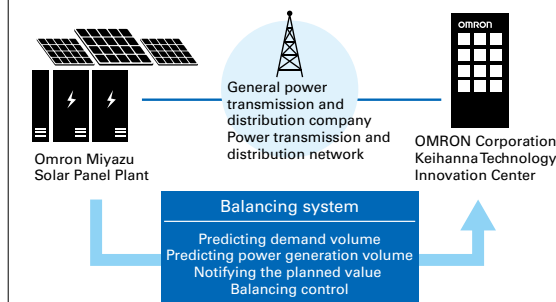 OMRON
General power
transmission and
distribution company
Power transmission and
distribution network
Omron Miyazu
Solar Panel Plant
OMRON Corporation
Keihanna Technology
Innovation Center
Balancing system
Predicting demand volume
Predicting power generation volume
Notifying the planned value
Balancing control